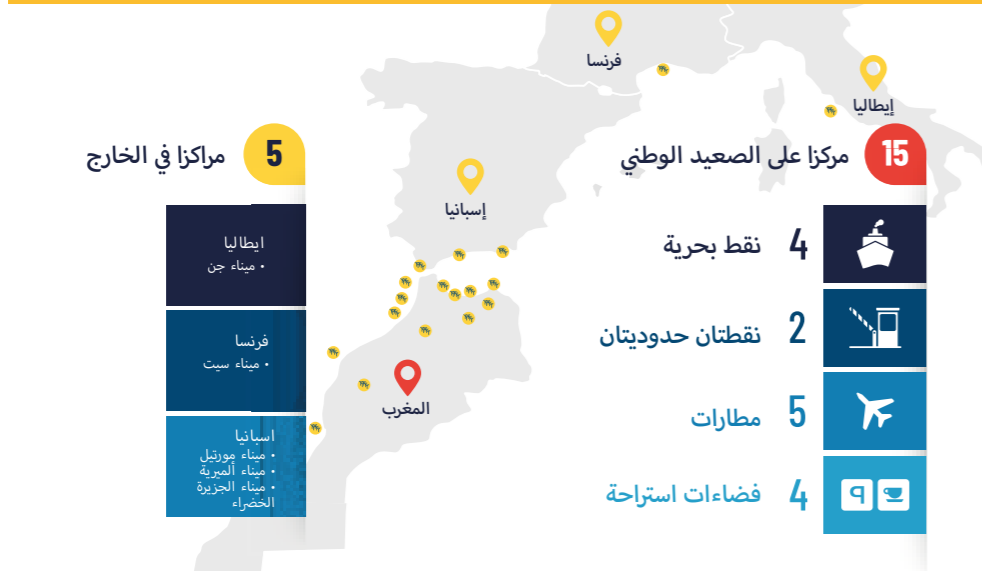 فرنسا
إيطاليا
إسبانيا
المغرب
15 مركزا على الصعيد الوطني
4 نقط بحرية
2 نقطتان حدوديتان
5 مطارات
4 فضاءات استراحة
P
5 مراكزا في الخارج
ايطاليا
• ميناء جن
فرنسا
• ميناء سيت
اسبانيا
• ميناء مورتيل
• ميناء ألميرية
• ميناء الجزيرة
الخضراء